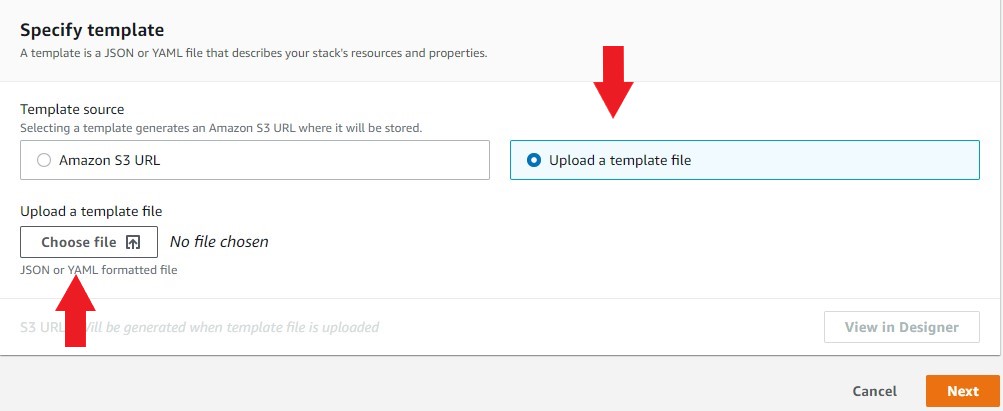 Specify template
A template is a JSON or YAML file that describes your stack's resources and properties.
Template source
Selecting a template generates an Amazon S3 URL where it will be stored.
Amazon S3 URL
Upload a template file
Upload a template file
Choose file
No file chosen
JSON or YAML formatted file
S3 URL: Will be generated when template file is uploaded
View in Designer
Cancel
Next